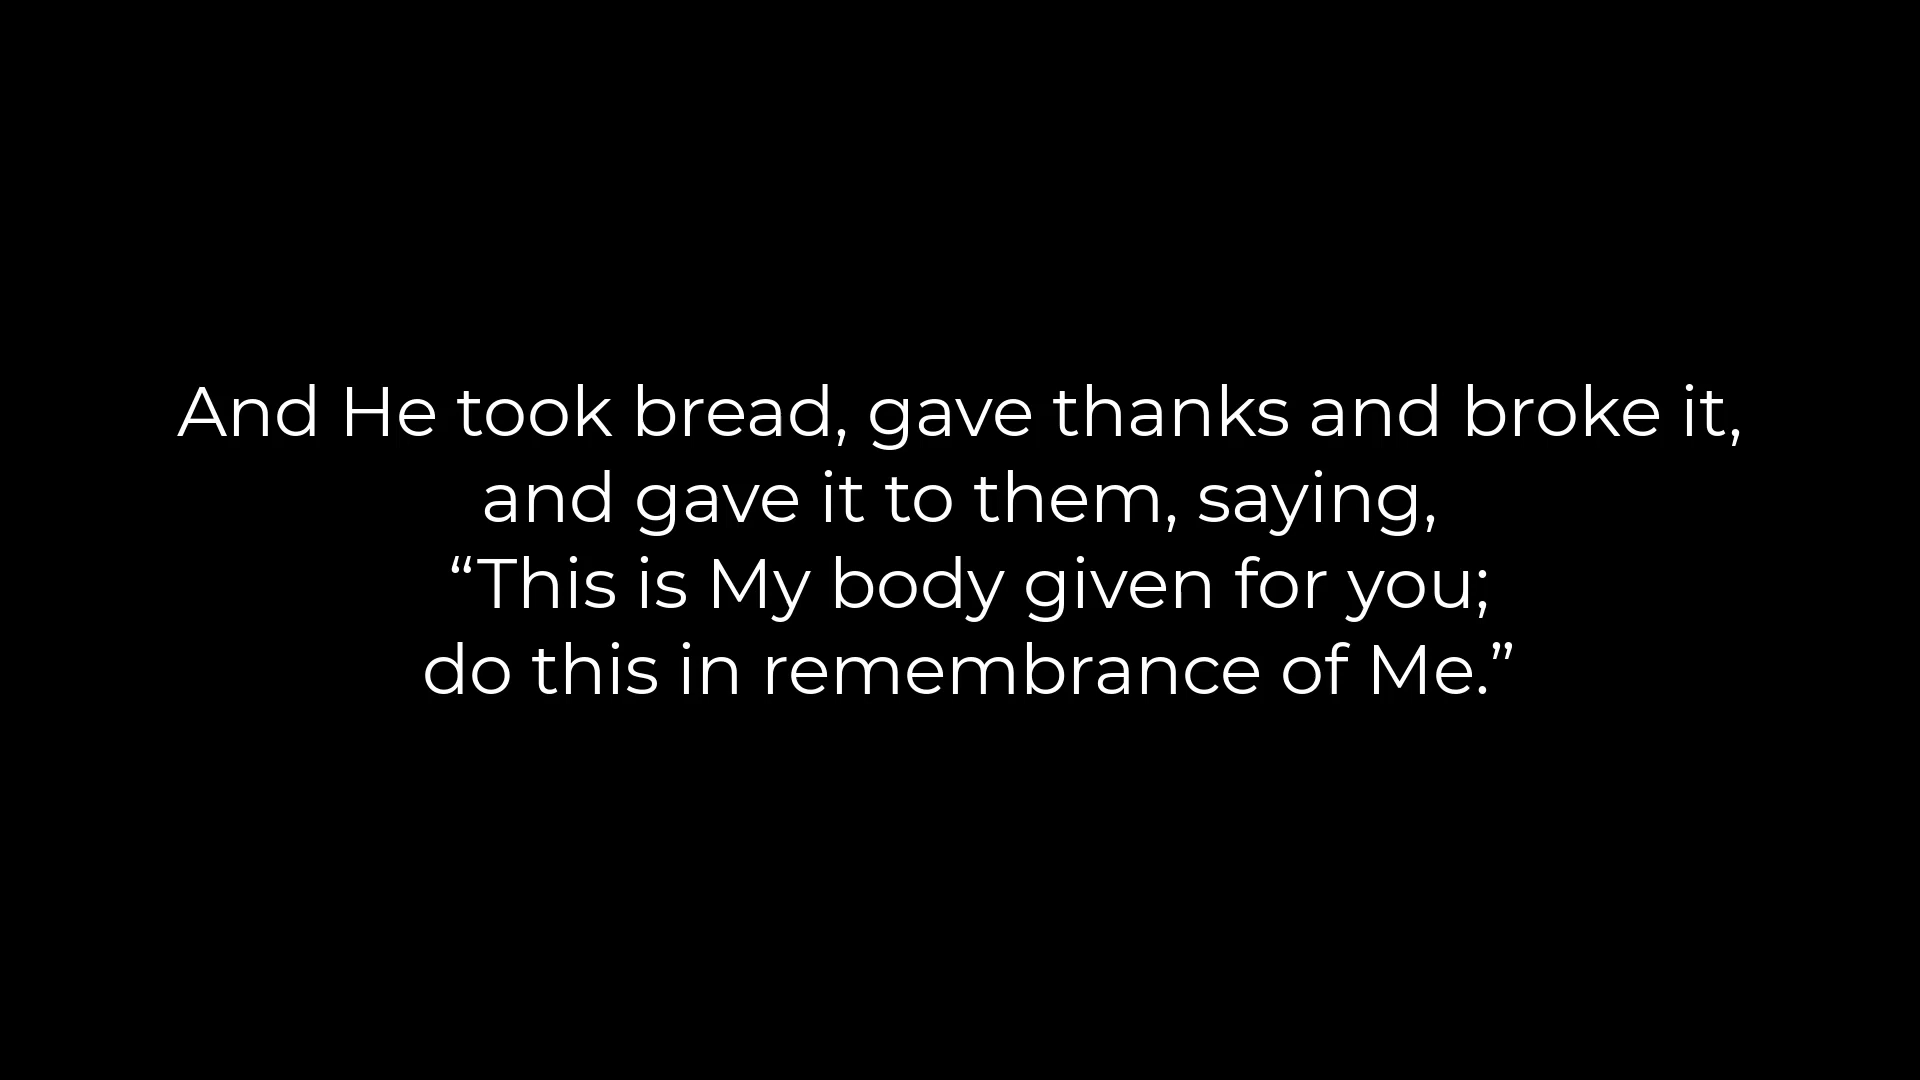 And He took bread, gave thanks and broke it,
and gave it to them, saying,
“This is My body given for you;
do this in remembrance of Me.”